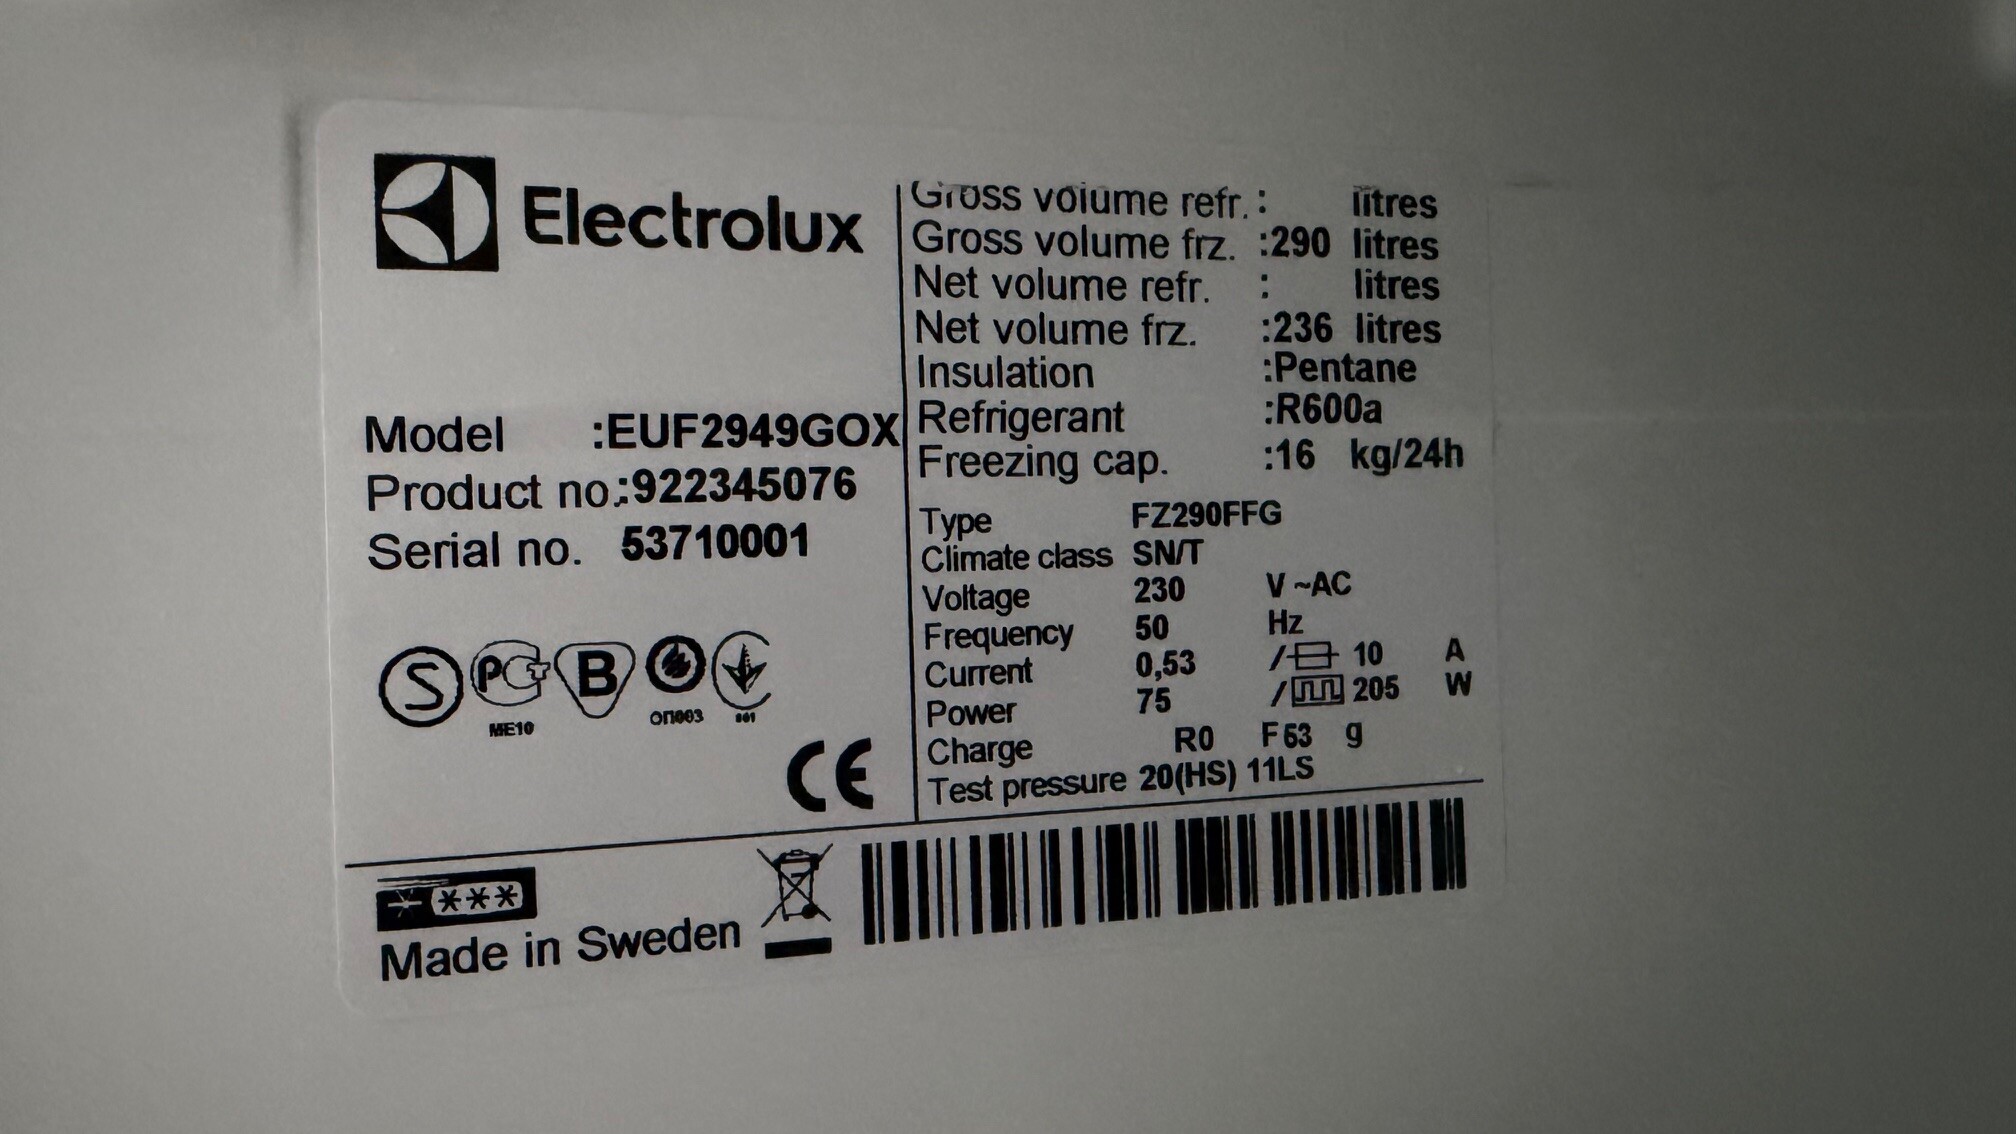 Electrolux
Model :EUF2949GOX
Product no.:922345076
Serial no. 53710001
S PCT B
ME10 ОП003 001
CE
Gross volume refr. : litres
Gross volume frz. :290 litres
Net volume refr. : litres
Net volume frz. :236 litres
Insulation :Pentane
Refrigerant :R600a
Freezing cap. :16 kg/24h
Type FZ290FFG
Climate class SN/T
Voltage 230 V ~AC
Frequency 50 Hz
Current 0,53 / 10 A
Power 75 / 205 W
Charge R0 F63 g
Test pressure 20(HS) 11LS
****
Made in Sweden